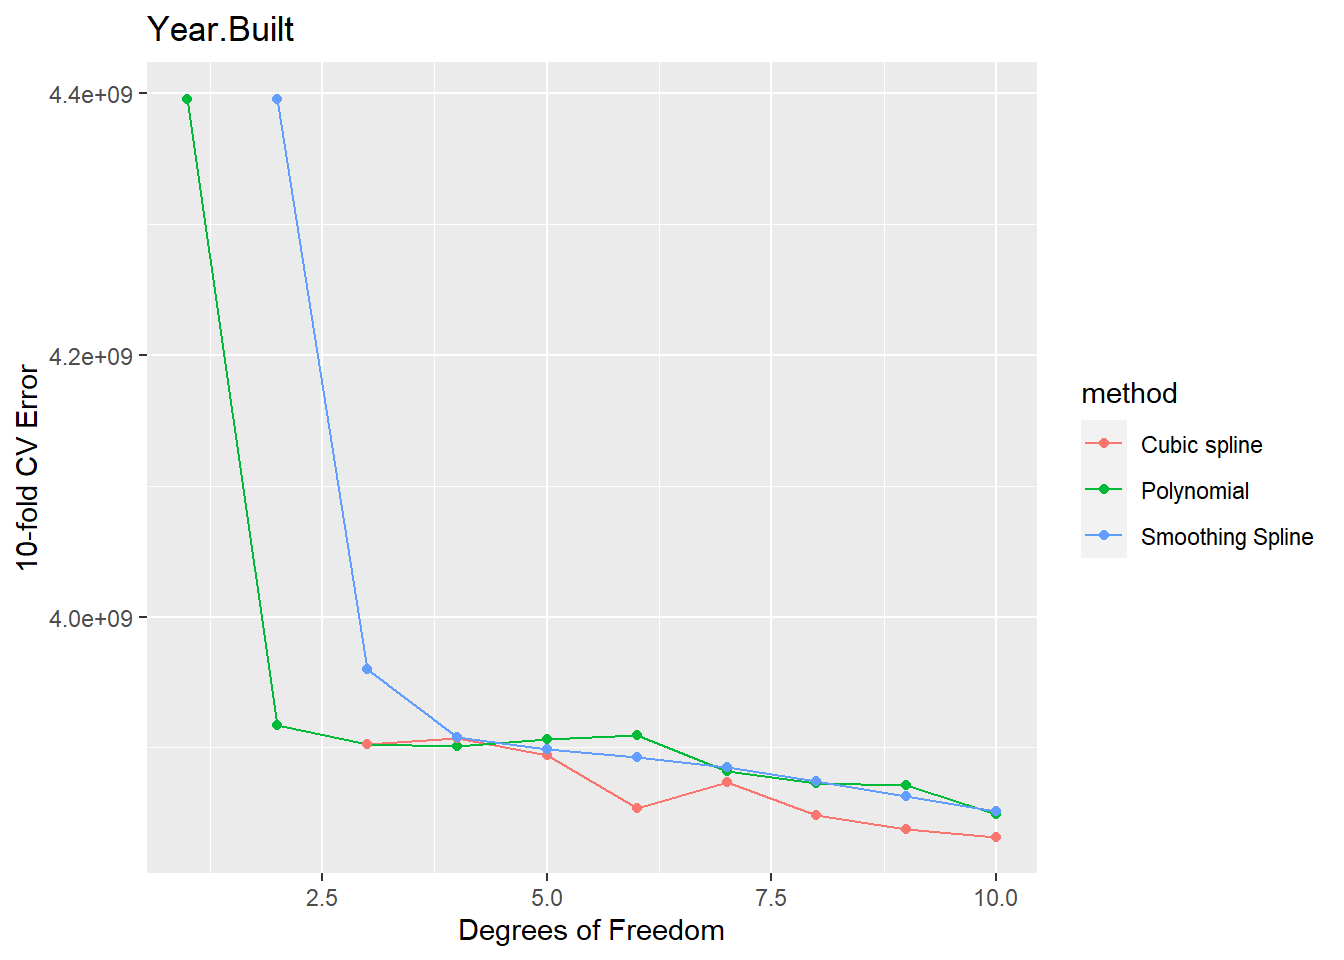 Year.Built
4.4e+09
4.2e+09
4.0e+09
10-fold CV Error
2.5
5.0
7.5
10.0
Degrees of Freedom
method
Cubic spline
Polynomial
Smoothing Spline